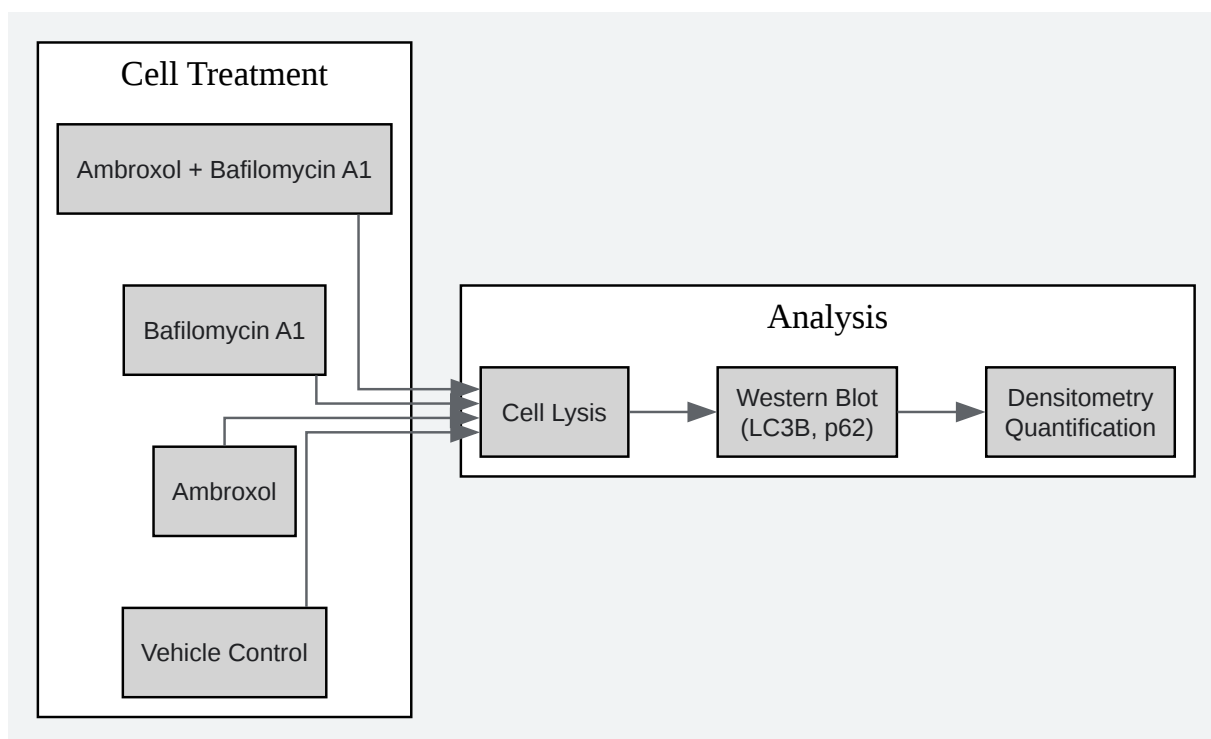 Cell Treatment
Ambroxol + Bafilomycin A1
Bafilomycin A1
Ambroxol
Vehicle Control
Analysis
Cell Lysis
Western Blot
(LC3B, p62)
Densitometry
Quantification